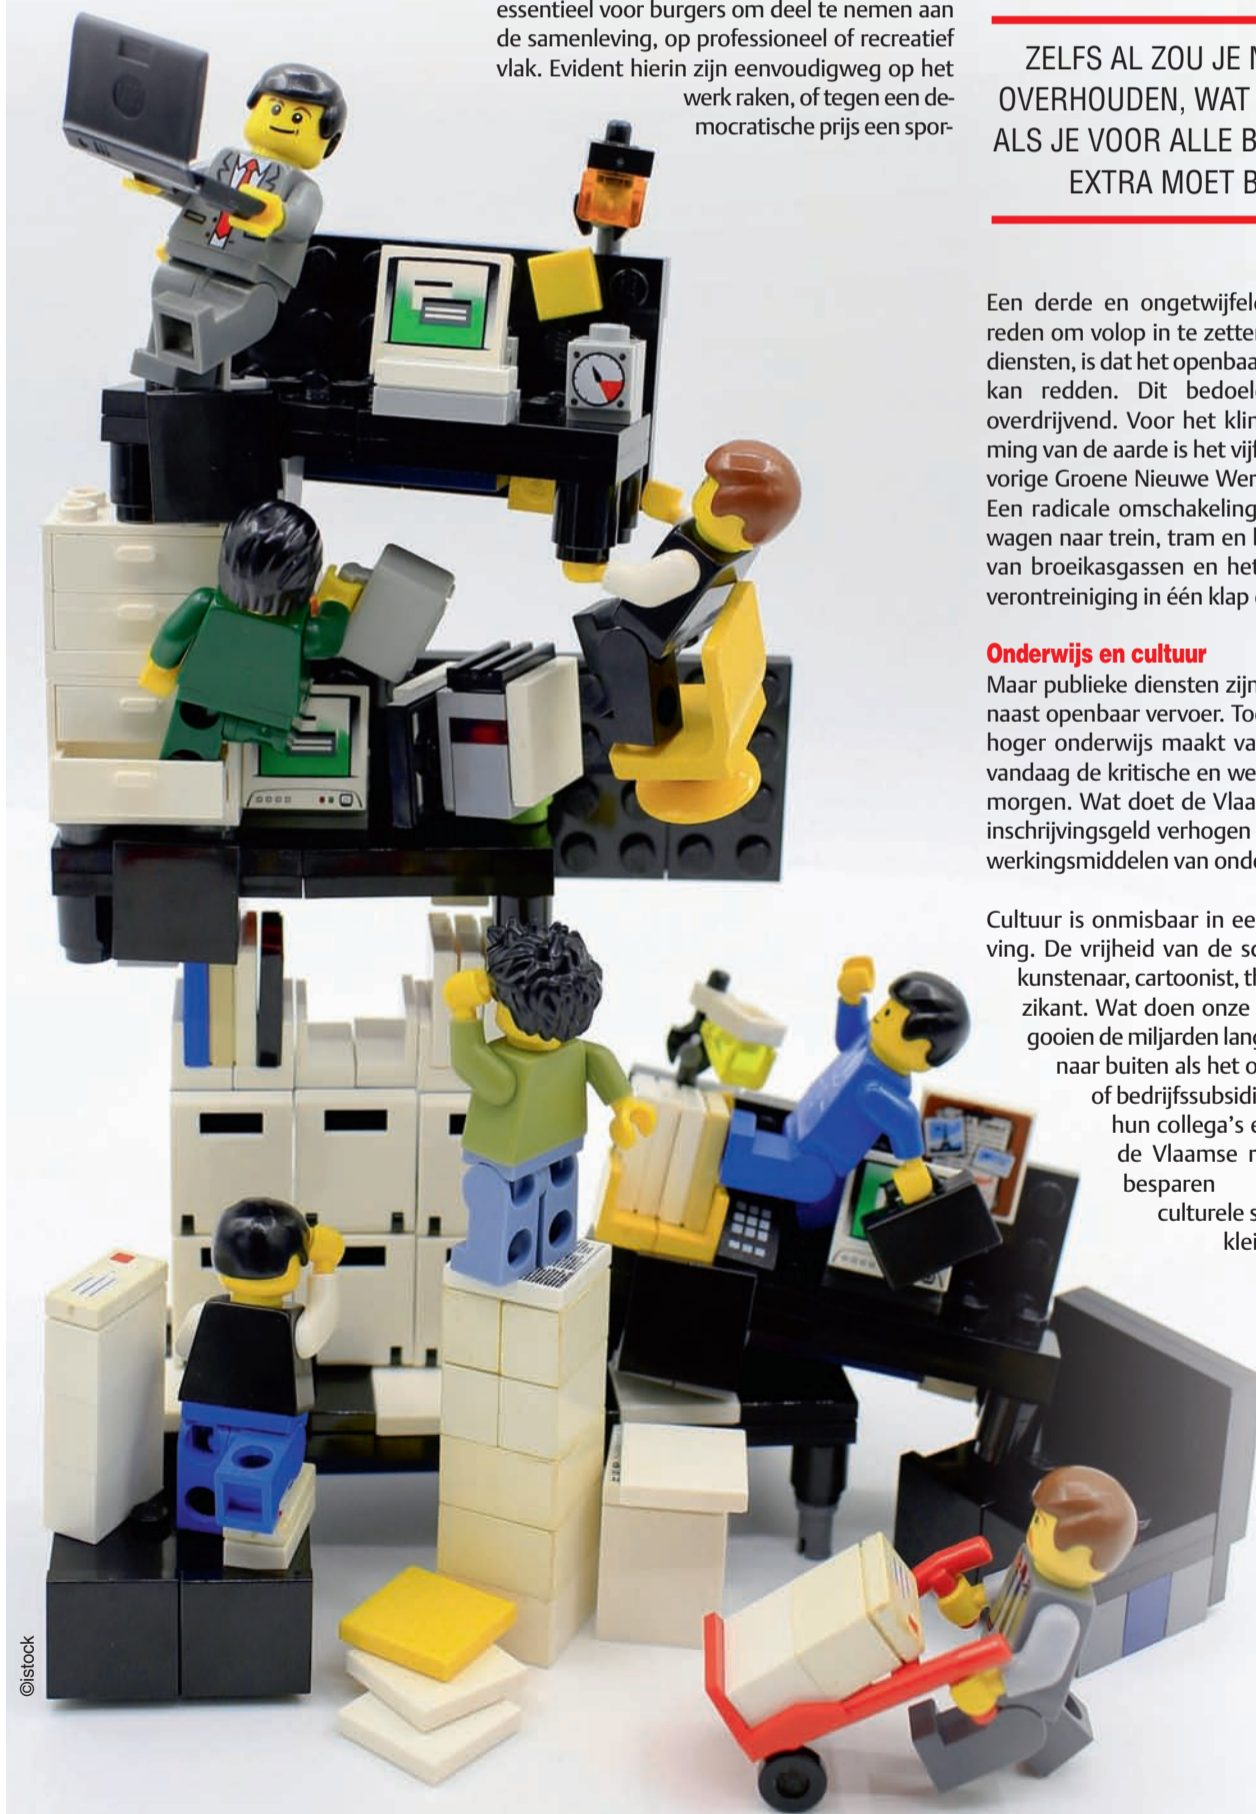 essentieel voor burgers om deel te nemen aan
de samenleving, op professioneel of recreatief
vlak. Evident hierin zijn eenvoudigweg op het
werk raken, of tegen een de-
mocratische prijs een spor-
ZELFS AL ZOU JE
OVERHOUDEN, WAT
ALS JE VOOR ALLE
EXTRA MOET
Een derde en
reden om volop in te
diensten, is dat het
kan redden. Dit
overdrijvend. Voor het
ming van de aarde is het
vorige Groene Nieuwe
Een radicale omschakeling
wagen naar trein, tram en
van broeikasgassen en het
verontreiniging in één klap
Onderwijs en cultuur
Maar publieke diensten zijn
naast openbaar vervoer.
hoger onderwijs maakt
vandaag de kritische en
morgen. Wat doet de
inschrijvingsgeld verhogen
werkingsmiddelen van
Cultuur is onmisbaar in
ving. De vrijheid van de
kunstenaar, cartoonist,
zikant. Wat doen onze
gooien de miljarden
naar buiten als het
of
hun collega's
de Vlaamse
besparen
culturele
©istock